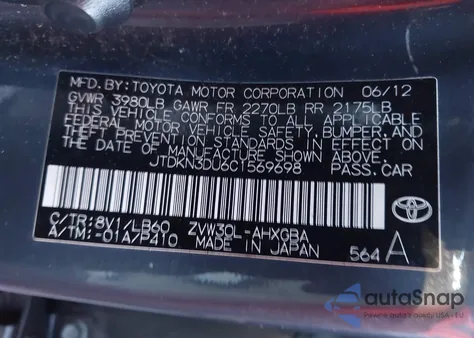 MFD. BY: TOYOTA MOTOR CORPORATION 06/12
GVWR 3980LB GAWR FR 2270LB RR 2175LB
THIS VEHICLE CONFORMS TO ALL APPLICABLE
FEDERAL MOTOR VEHICLE SAFETY, BUMPER, AND
THEFT PREVENTION STANDARDS IN EFFECT ON
THE DATE OF MANUFACTURE SHOWN ABOVE.
JTDKN3DU6C1569698 PASS. CAR
C/TR: 8V1/LB60 ZVW30L-AHXGBA
A/TM: -01A/P410 MADE IN JAPAN
564 A
TOYOTA
autaSnap